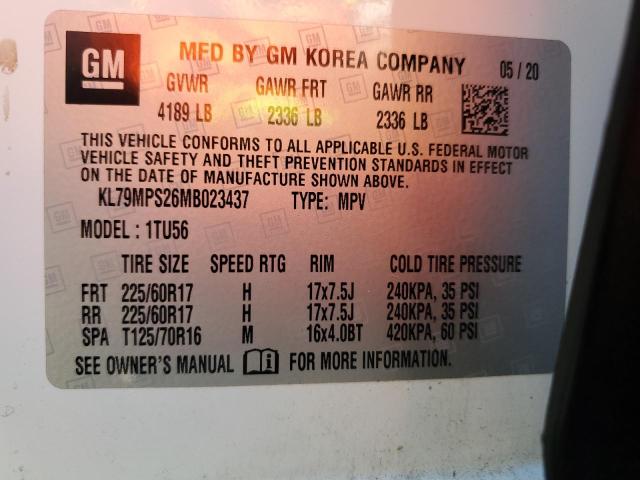 GM MFD BY GM KOREA COMPANY 05 / 20
GVWR GAWR FRT GAWR RR
4189 LB 2336 LB 2336 LB
THIS VEHICLE CONFORMS TO ALL APPLICABLE U.S. FEDERAL MOTOR
VEHICLE SAFETY AND THEFT PREVENTION STANDARDS IN EFFECT
ON THE DATE OF MANUFACTURE SHOWN ABOVE.
KL79MPS26MB023437 TYPE: MPV
MODEL : 1TU56
TIRE SIZE SPEED RTG RIM COLD TIRE PRESSURE
FRT 225/60R17 H 17x7.5J 240KPA, 35 PSI
RR 225/60R17 H 17x7.5J 240KPA, 35 PSI
SPA T125/70R16 M 16x4.0BT 420KPA, 60 PSI
SEE OWNER'S MANUAL FOR MORE INFORMATION.